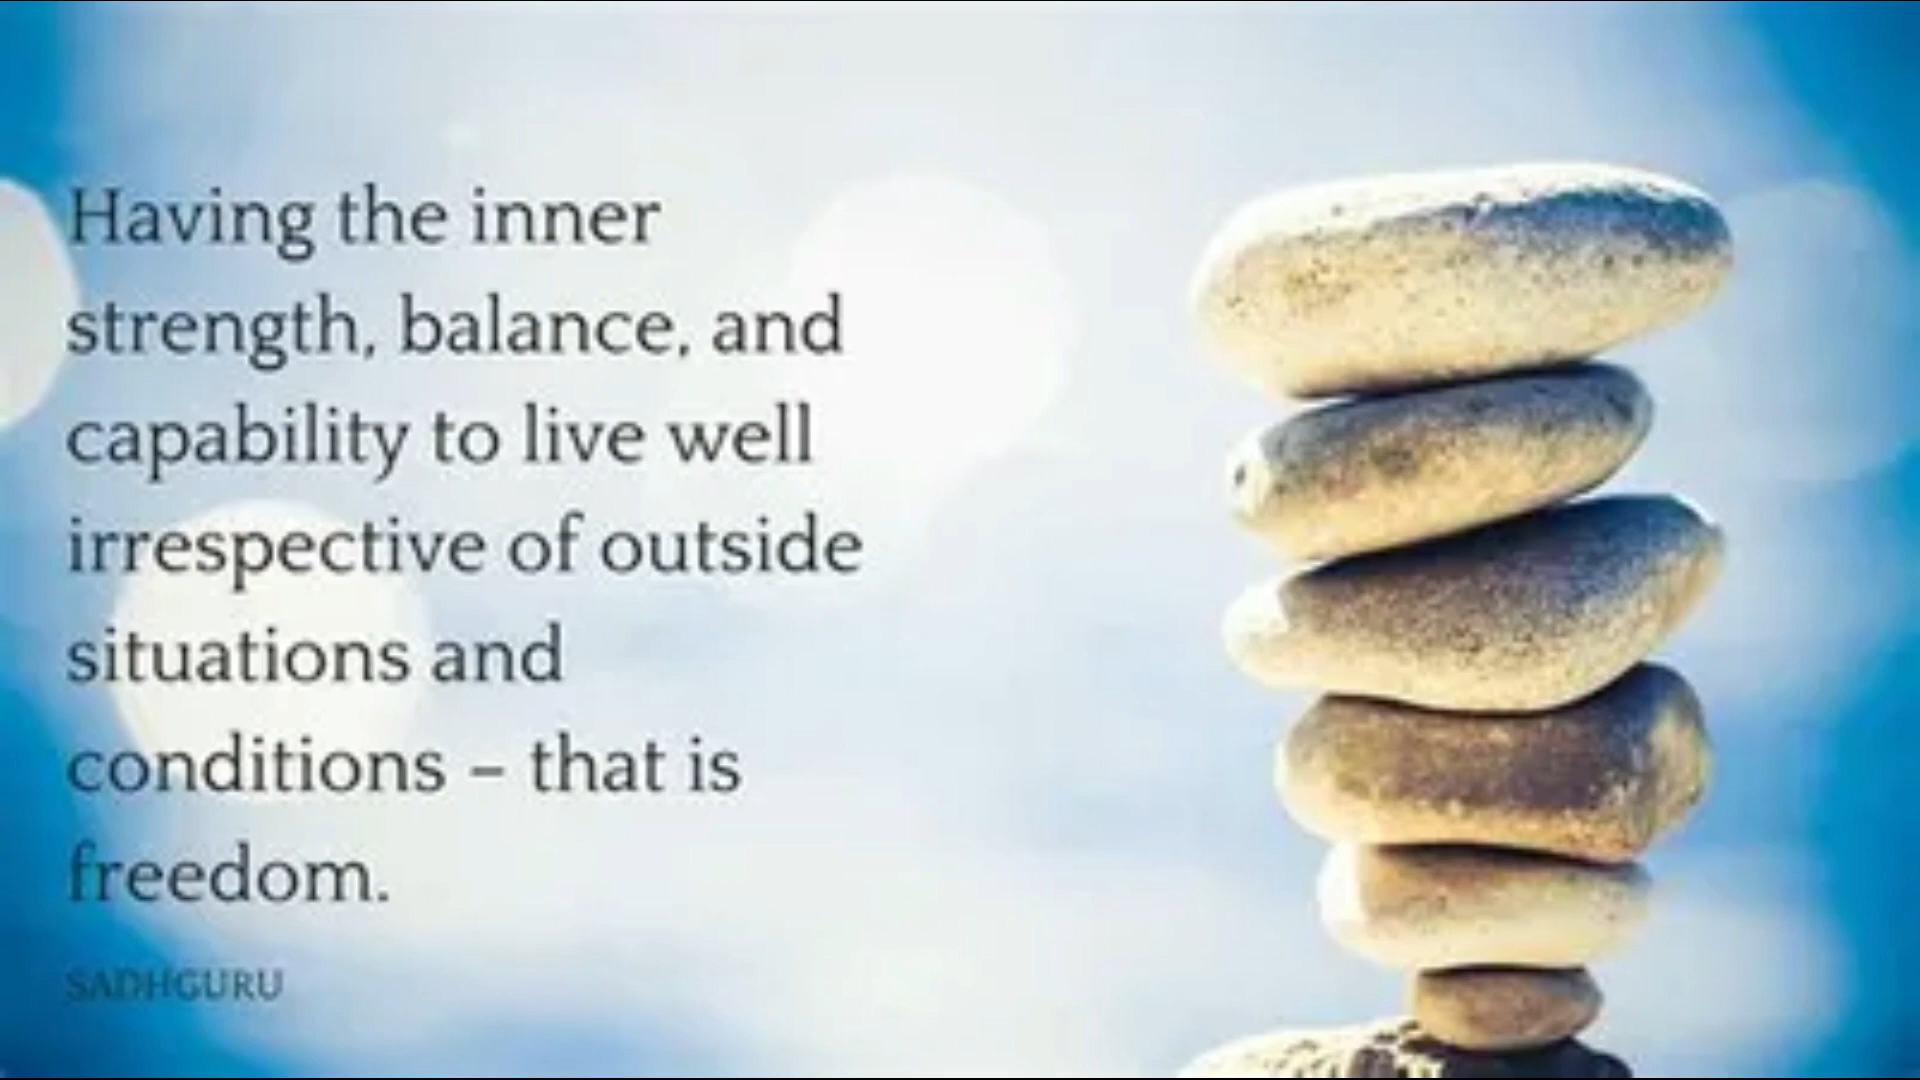 Having the inner
strength, balance, and
capability to live well
irrespective of outside
situations and
conditions – that is
freedom.
SADHGURU